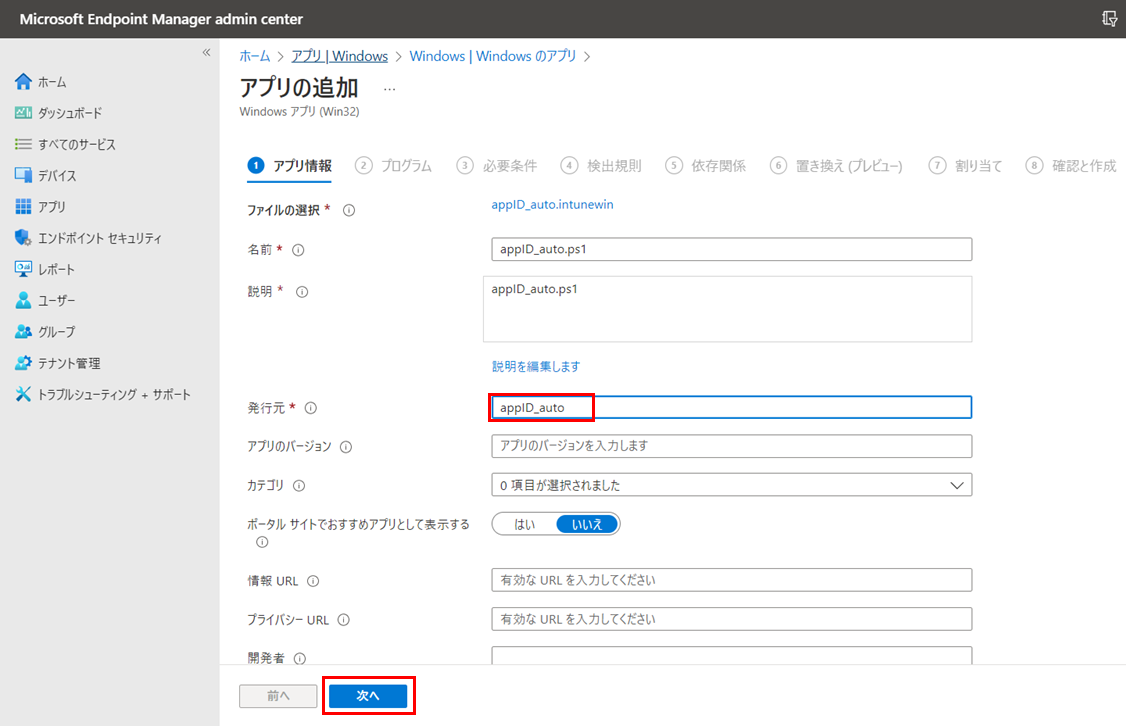 Microsoft Endpoint Manager admin center
«
ホーム
ダッシュボード
すべてのサービス
デバイス
アプリ
エンドポイント セキュリティ
レポート
ユーザー
グループ
テナント管理
トラブルシューティング + サポート
ホーム > アプリ | Windows > Windows | Windows のアプリ >
アプリの追加 …
Windows アプリ (Win32)
1 アプリ情報 2 プログラム 3 必要条件 4 検出規則 5 依存関係 6 置き換え (プレビュー) 7 割り当て 8 確認と作成
ファイルの選択 * appID_auto.intunewin
名前 * appID_auto.ps1
説明 * appID_auto.ps1
説明を編集します
発行元 * appID_auto
アプリのバージョン アプリのバージョンを入力します
カテゴリ 0 項目が選択されました
ポータル サイトでおすすめアプリとして表示する はい いいえ
情報 URL 有効な URL を入力してください
プライバシー URL 有効な URL を入力してください
開発者
前へ 次へ